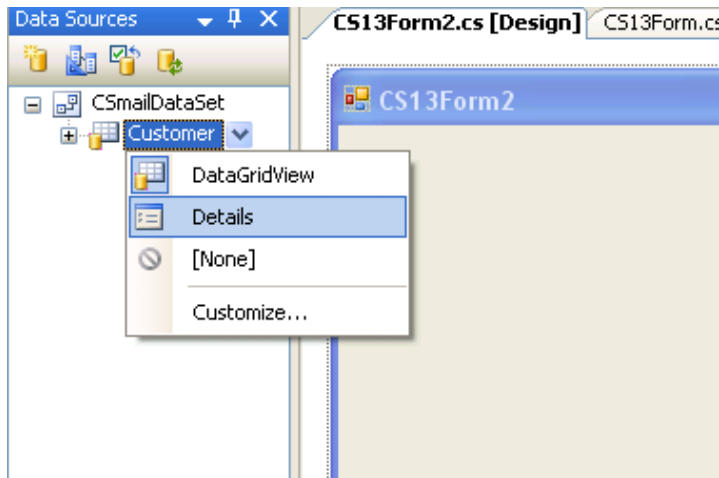 Data Sources
CS13Form2.cs [Design] CS13Form.cs
CS13Form2
CSmailDataSet
Customer
DataGridView
Details
[None]
Customize...